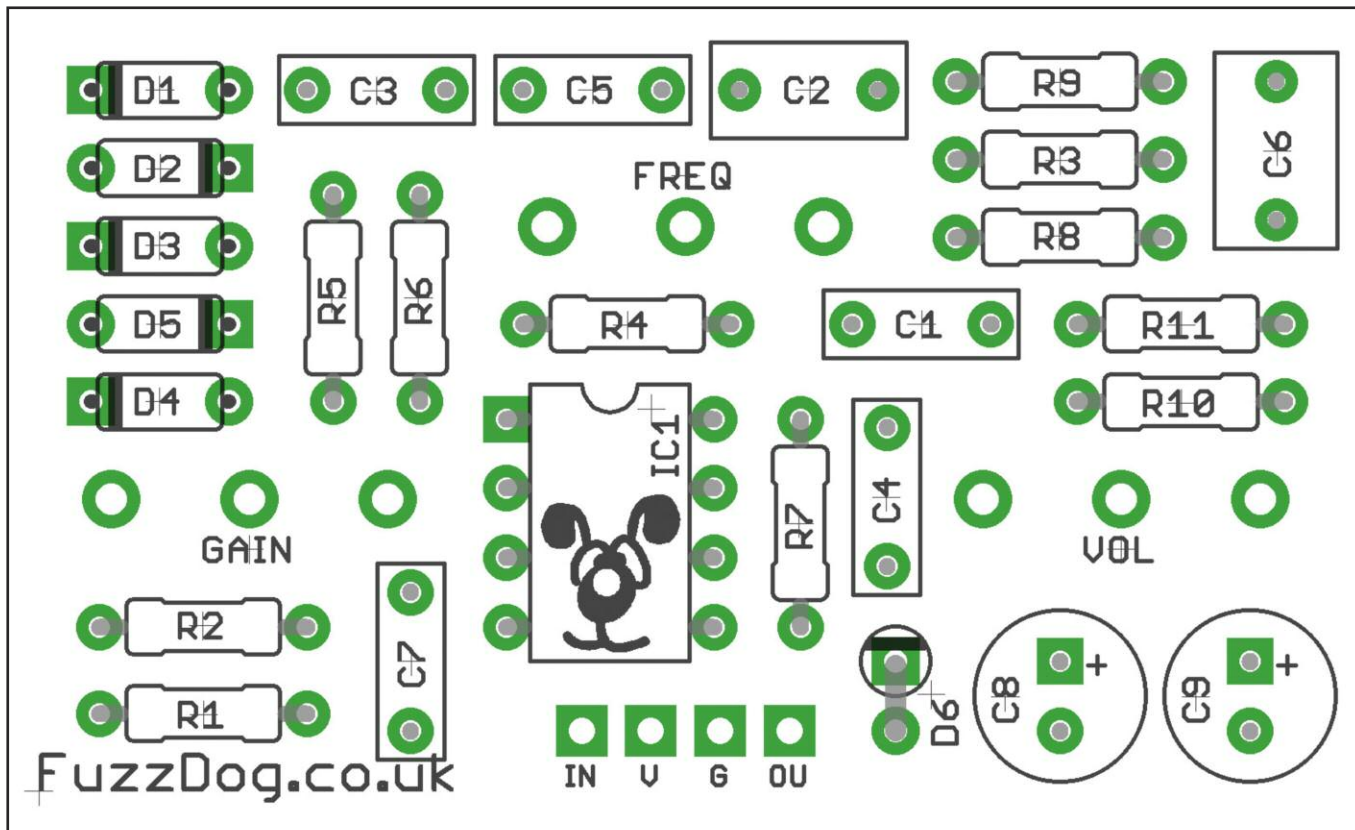 D1
C3
C5
C2
R9
C6
D2
R3
FREQ
D3
R8
R5
R6
D5
R4
C1
R11
D4
R10
IC1
R7
C4
GAIN
VOL
R2
C7
R1
D6
C8
+
C9
+
FuzzDog.co.uk
IN V G OU